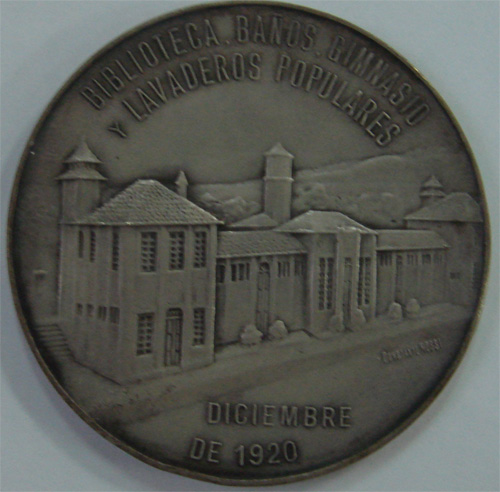 BIBLIOTECA. BAÑOS. GIMNASIO
Y LAVADEROS POPULARES
DICIEMBRE
DE 1920